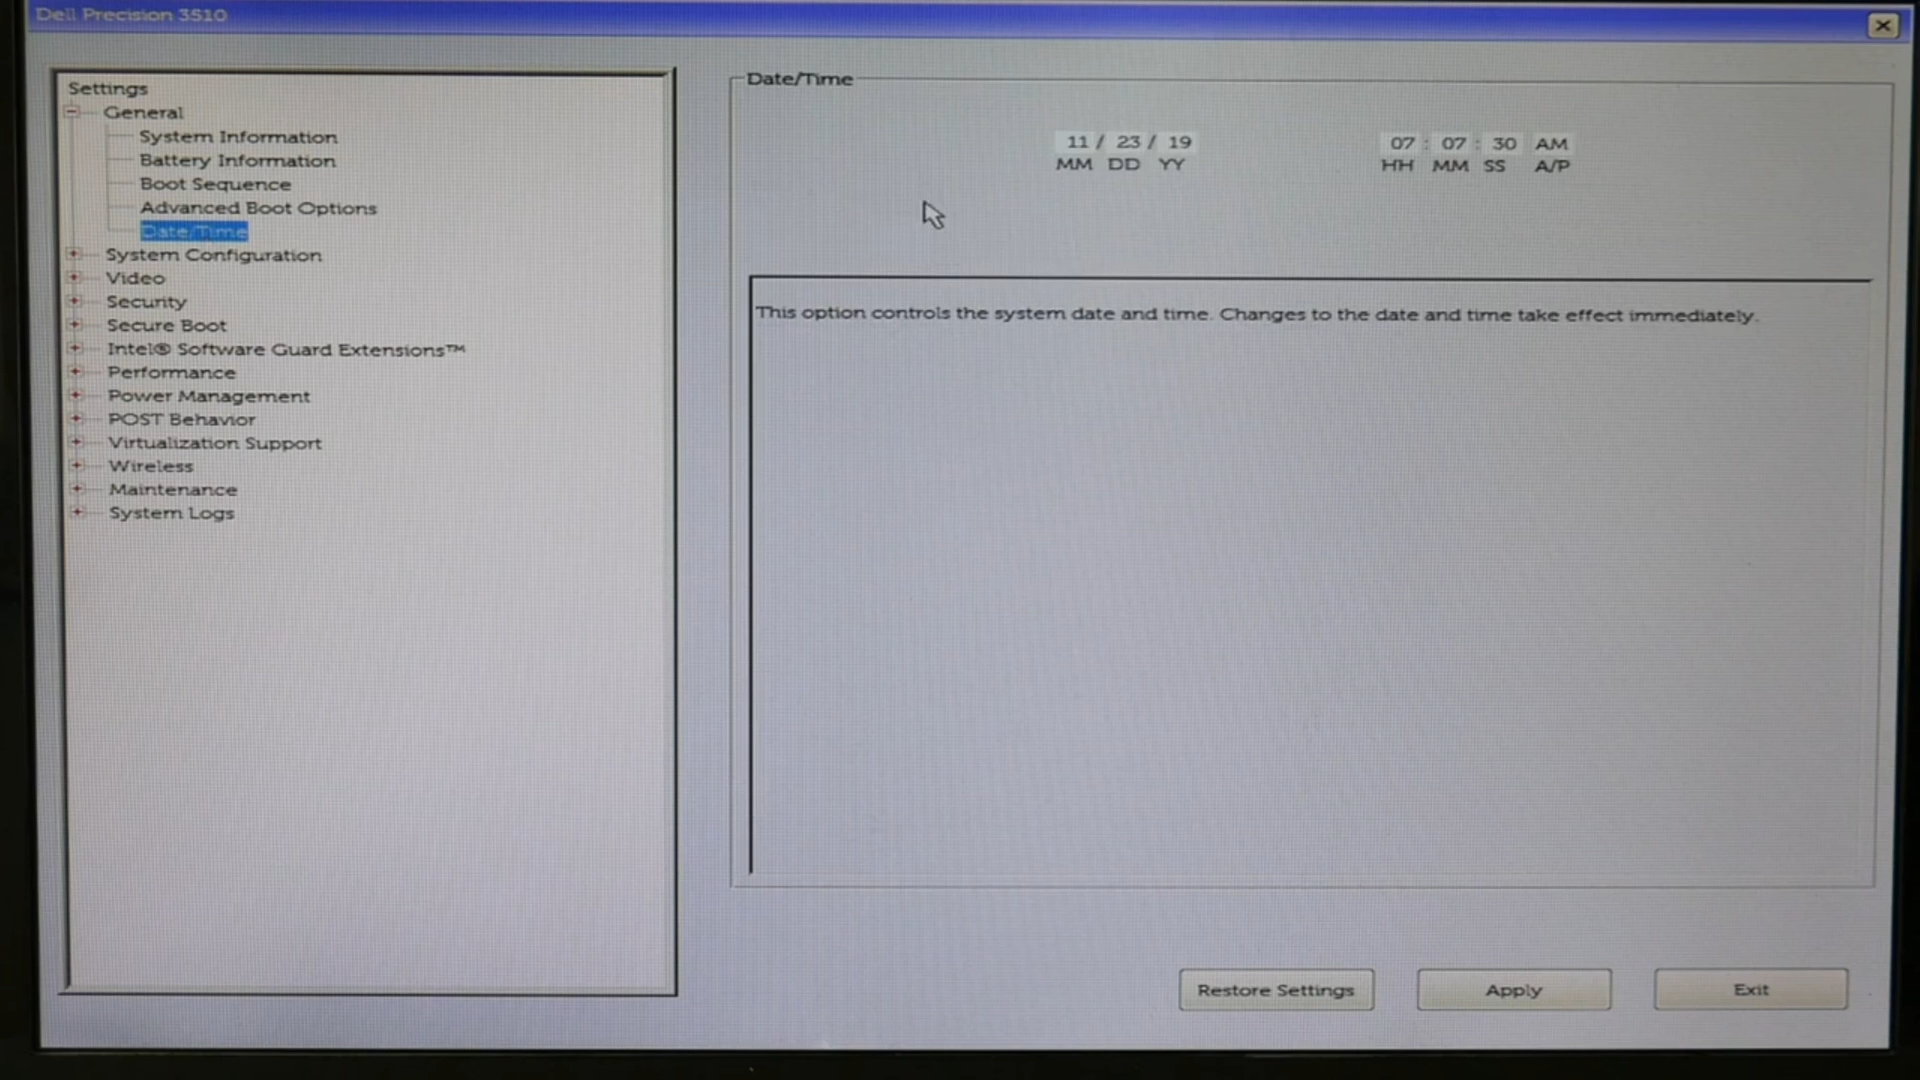 Dell Precision 3510
Settings
General
System Information
Battery Information
Boot Sequence
Advanced Boot Options
Date/Time
System Configuration
Video
Security
Secure Boot
Intel® Software Guard Extensions™
Performance
Power Management
POST Behavior
Virtualization Support
Wireless
Maintenance
System Logs
Date/Time
11 / 23 / 19
MM DD YY
07 : 07 : 30 AM
HH MM SS A/P
This option controls the system date and time. Changes to the date and time take effect immediately.
Restore Settings
Apply
Exit